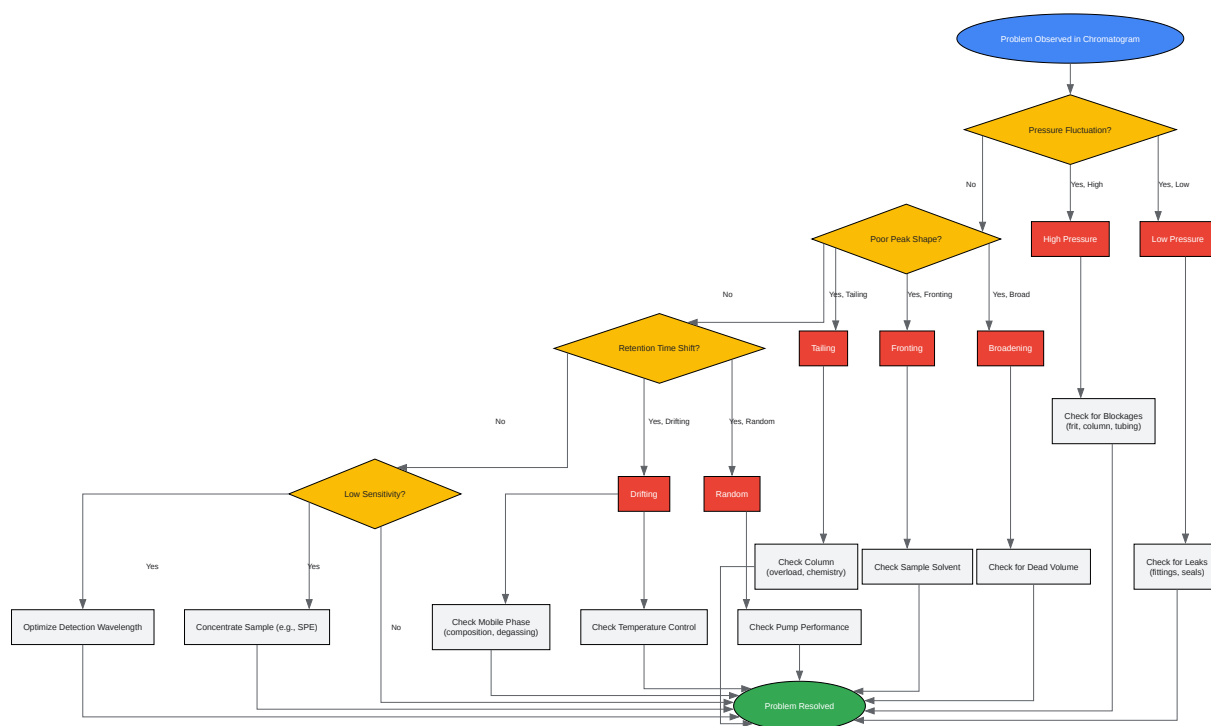 Problem Observed in Chromatogram
Pressure Fluctuation?
No
Yes, High
Yes, Low
Poor Peak Shape?
High Pressure
Low Pressure
No
Yes, Tailing
Yes, Fronting
Yes, Broad
Retention Time Shift?
Tailing
Fronting
Broadening
Check for Blockages
(frit, column, tubing)
No
Yes, Drifting
Yes, Random
Low Sensitivity?
Drifting
Random
Yes
Yes
Check Column
(overload, chemistry)
Check Sample Solvent
Check for Dead Volume
Check for Leaks
(fittings, seals)
Optimize Detection Wavelength
Concentrate Sample (e.g., SPE)
No
Check Mobile Phase
(composition, degassing)
Check Temperature Control
Check Pump Performance
Problem Resolved